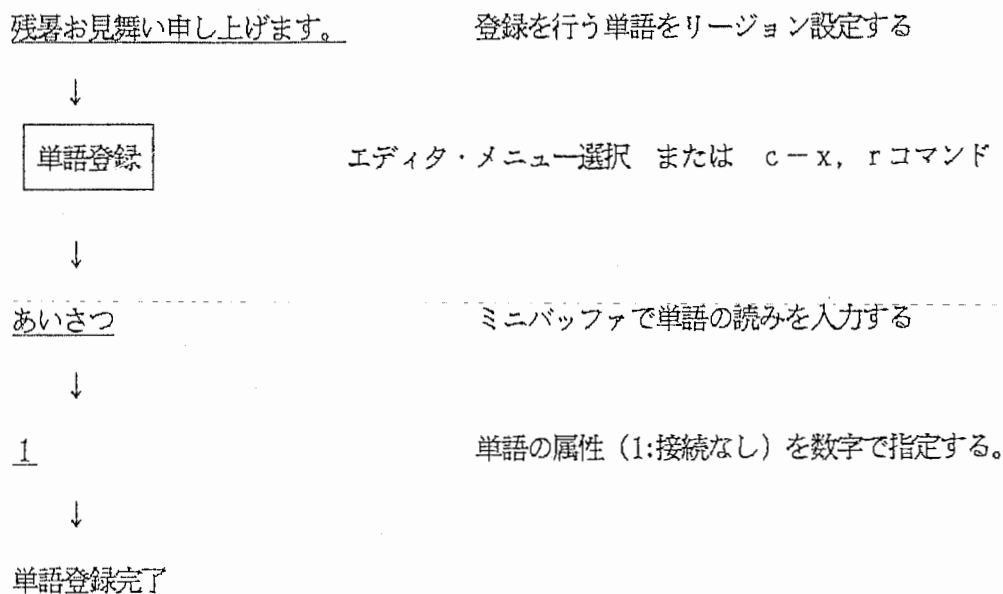 残暑お見舞い申し上げます。 登録を行う単語をリージョン設定する
↓
単語登録 エディタ・メニュー選択 または c－x, rコマンド
↓
あいさつ ミニバッファで単語の読みを入力する
↓
1 単語の属性（1:接続なし）を数字で指定する。
↓
単語登録完了